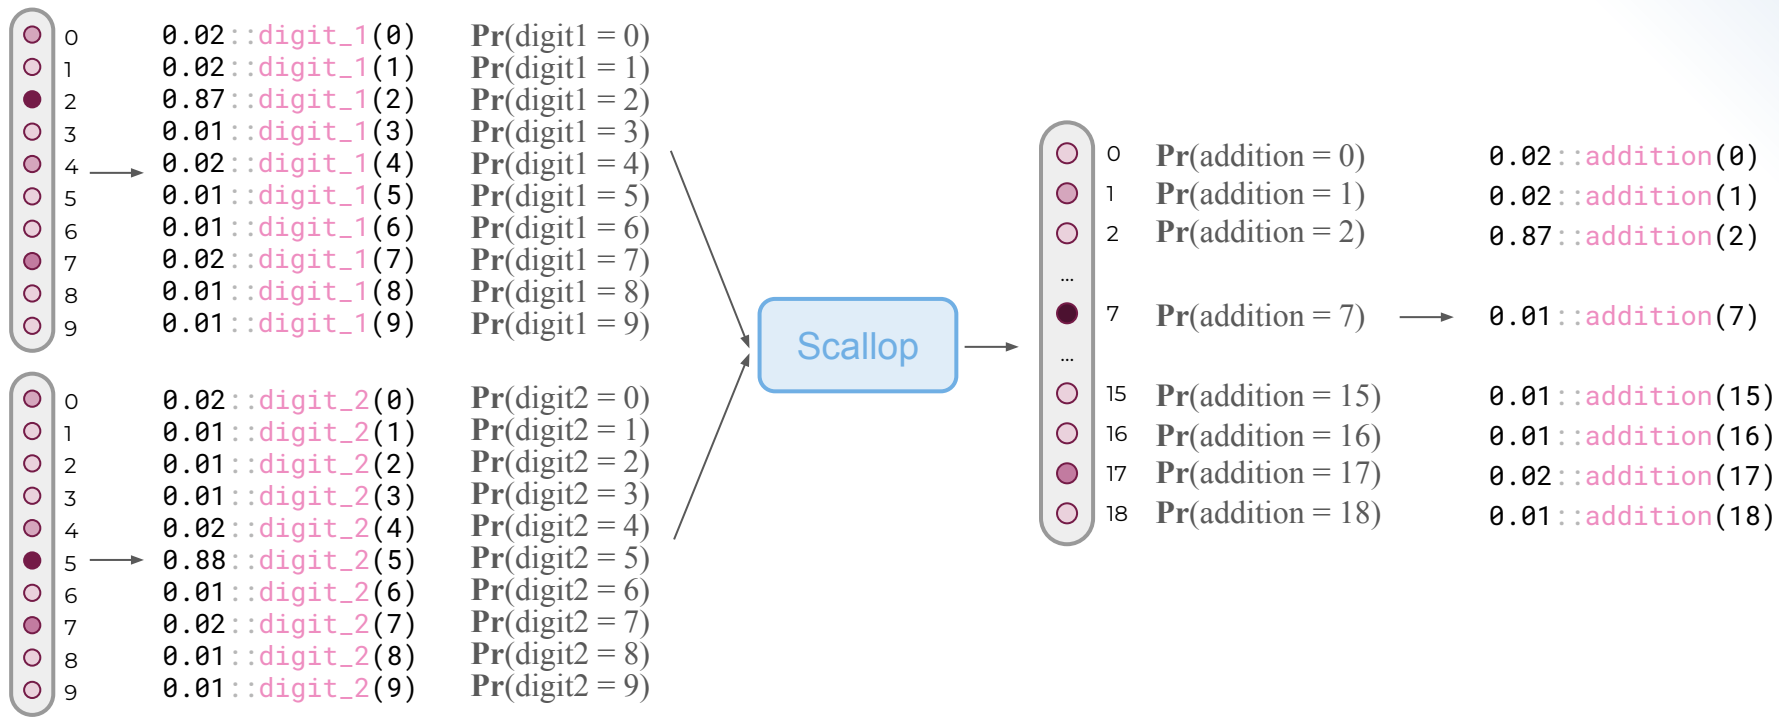 0 0.02::digit_1(0) Pr(digit1 = 0)
1 0.02::digit_1(1) Pr(digit1 = 1)
2 0.87::digit_1(2) Pr(digit1 = 2)
3 0.01::digit_1(3) Pr(digit1 = 3)
4 0.02::digit_1(4) Pr(digit1 = 4)
5 0.01::digit_1(5) Pr(digit1 = 5)
6 0.01::digit_1(6) Pr(digit1 = 6)
7 0.02::digit_1(7) Pr(digit1 = 7)
8 0.01::digit_1(8) Pr(digit1 = 8)
9 0.01::digit_1(9) Pr(digit1 = 9)
0 0.02::digit_2(0) Pr(digit2 = 0)
1 0.01::digit_2(1) Pr(digit2 = 1)
2 0.01::digit_2(2) Pr(digit2 = 2)
3 0.01::digit_2(3) Pr(digit2 = 3)
4 0.02::digit_2(4) Pr(digit2 = 4)
5 0.88::digit_2(5) Pr(digit2 = 5)
6 0.01::digit_2(6) Pr(digit2 = 6)
7 0.02::digit_2(7) Pr(digit2 = 7)
8 0.01::digit_2(8) Pr(digit2 = 8)
9 0.01::digit_2(9) Pr(digit2 = 9)
Scallop
0 Pr(addition = 0) 0.02::addition(0)
1 Pr(addition = 1) 0.02::addition(1)
2 Pr(addition = 2) 0.87::addition(2)
...
7 Pr(addition = 7) 0.01::addition(7)
...
15 Pr(addition = 15) 0.01::addition(15)
16 Pr(addition = 16) 0.01::addition(16)
17 Pr(addition = 17) 0.02::addition(17)
18 Pr(addition = 18) 0.01::addition(18)